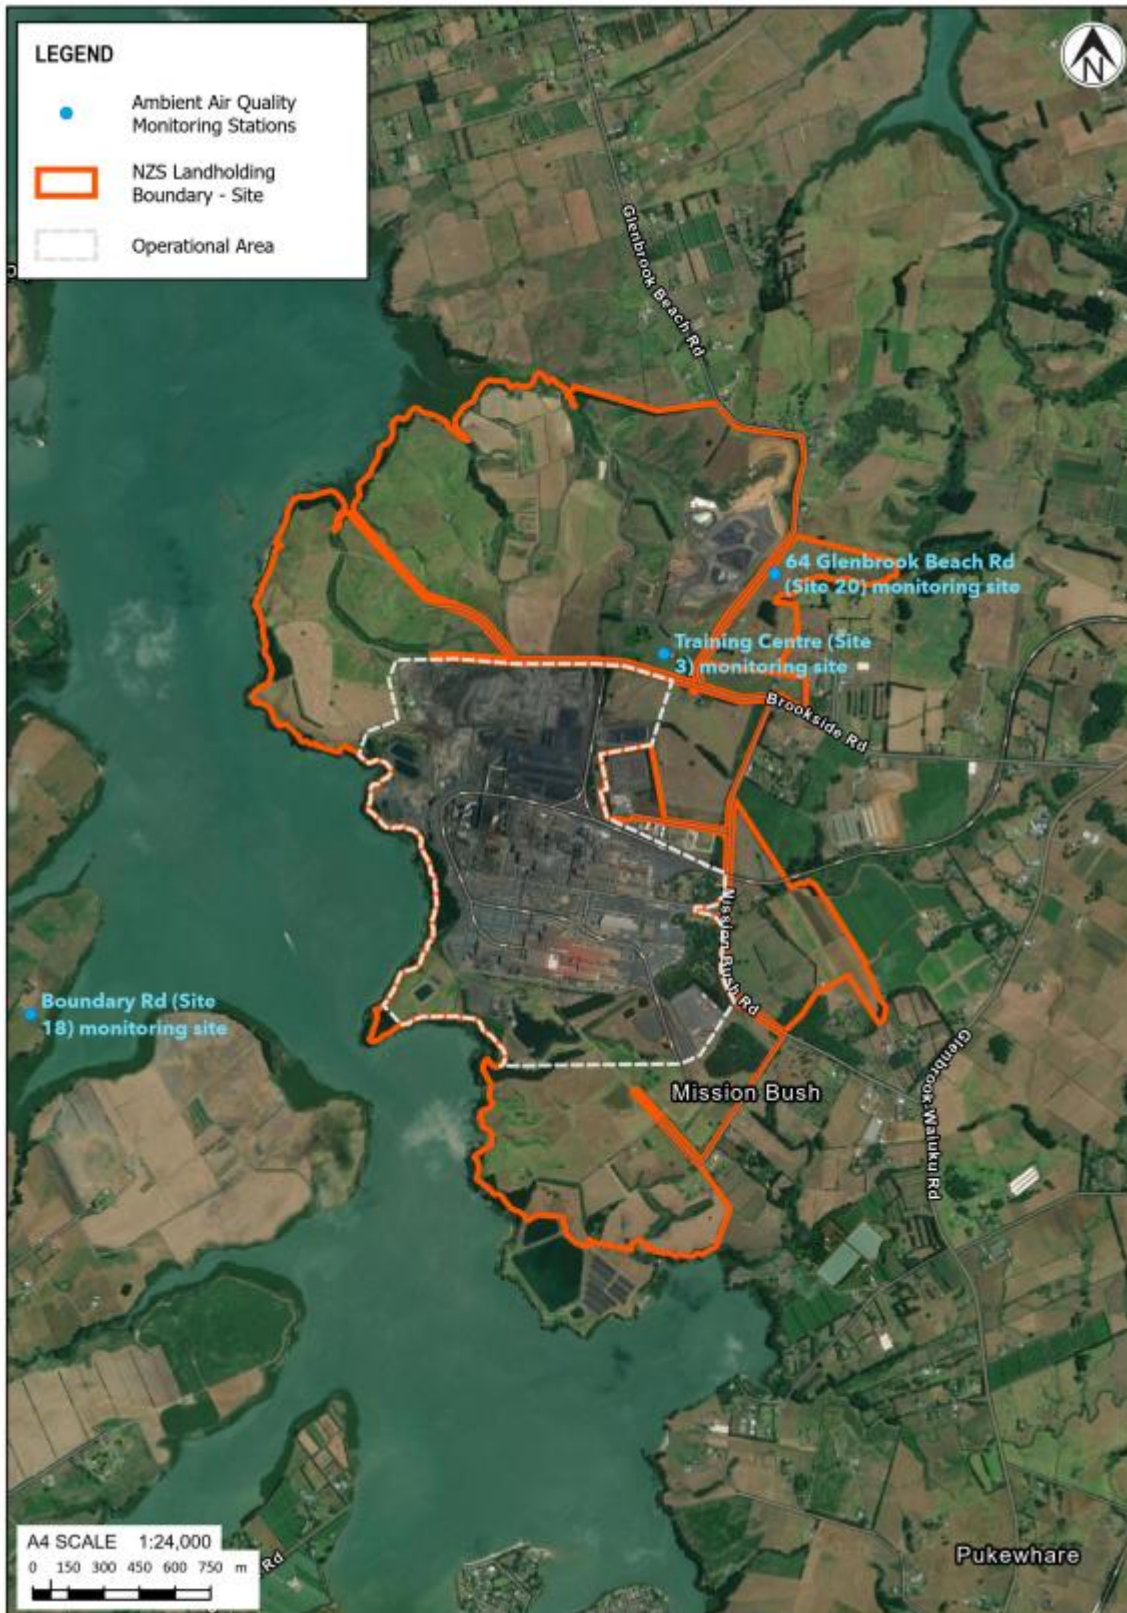 LEGEND
Ambient Air Quality
Monitoring Stations
NZS Landholding
Boundary - Site
Operational Area
N
Glenbrook Beach Rd
64 Glenbrook Beach Rd
(Site 20) monitoring site
Training Centre (Site
3) monitoring site
Brookside Rd
Mission Bush Rd
Boundary Rd (Site
18) monitoring site
Glenbrook-Waiuku Rd
Mission Bush
A4 SCALE 1:24,000
0 150 300 450 600 750 m
Rd
Pukewhare